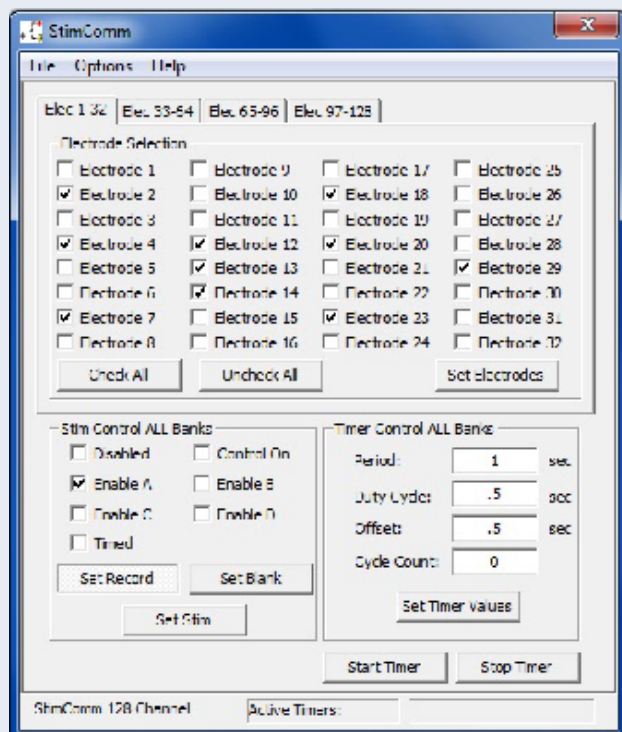 StimComm
File Options Help
Elec 1-32 Elec 33-64 Elec 65-96 Elec 97-128
Electrode Selection
Electrode 1 Electrode 9 Electrode 17 Electrode 25
Electrode 2 Electrode 10 Electrode 18 Electrode 26
Electrode 3 Electrode 11 Electrode 19 Electrode 27
Electrode 4 Electrode 12 Electrode 20 Electrode 28
Electrode 5 Electrode 13 Electrode 21 Electrode 29
Electrode 6 Electrode 14 Electrode 22 Electrode 30
Electrode 7 Electrode 15 Electrode 23 Electrode 31
Electrode 8 Electrode 16 Electrode 24 Electrode 32
Check All Uncheck All Set Electrodes
Stim Control ALL Banks
Disabled Control On
Enable A Enable B
Enable C Enable D
Timed
Set Record Set Blank
Set Stim
Timer Control ALL Banks
Period: 1 sec
Duty Cycle: .5 sec
Offset: .5 sec
Cycle Count: 0
Set Timer Values
Start Timer Stop Timer
StimComm 128 Channel Active Timers: